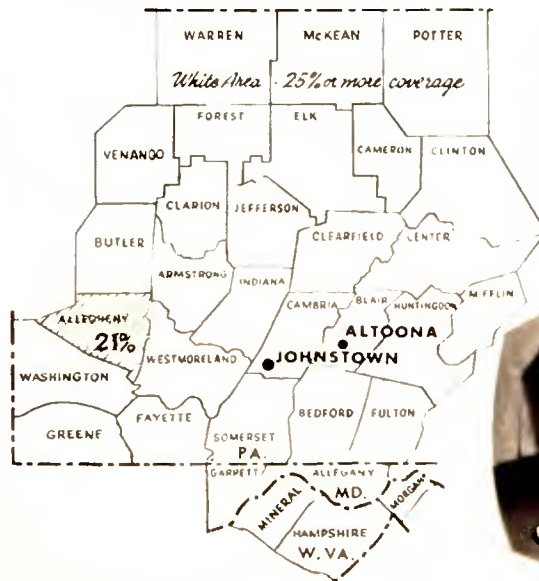 WARREN McKEAN POTTER
White Area - 25% or more coverage
FOREST ELK
VENANGO CAMERON CLINTON
CLARION JEFFERSON
BUTLER CLEARFIELD CENTER
ARMSTRONG INDIANA
CAMBRIA BLAIR HUNTINGDO MIFFLIN
ALLEGHENY
21% ALTOONA
WESTMORELAND JOHNSTOWN
WASHINGTON
FAYETTE BEDFORD FULTON
GREENE SOMERSET
PA.
GARRETT ALLEGANY
MINERAL MD. MORGAN
HAMPSHIRE
W. VA.